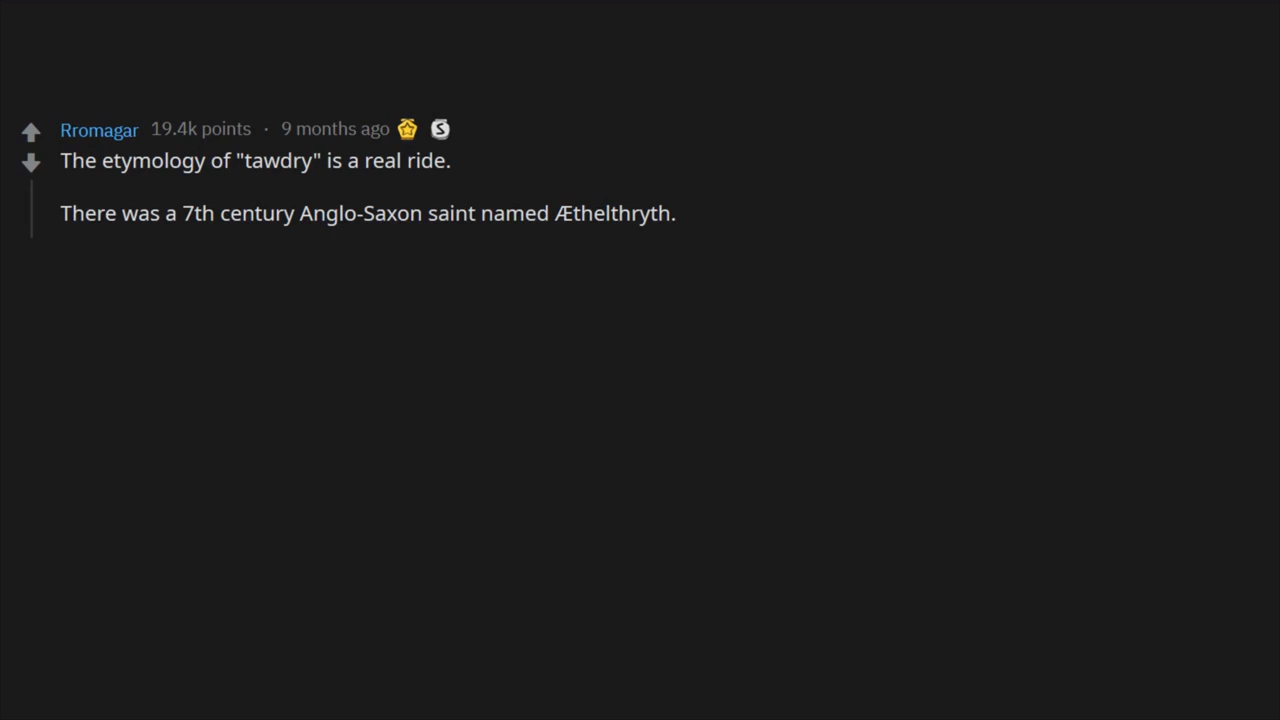 Rromagar 19.4k points · 9 months ago
The etymology of "tawdry" is a real ride.
There was a 7th century Anglo-Saxon saint named Æthelthryth.